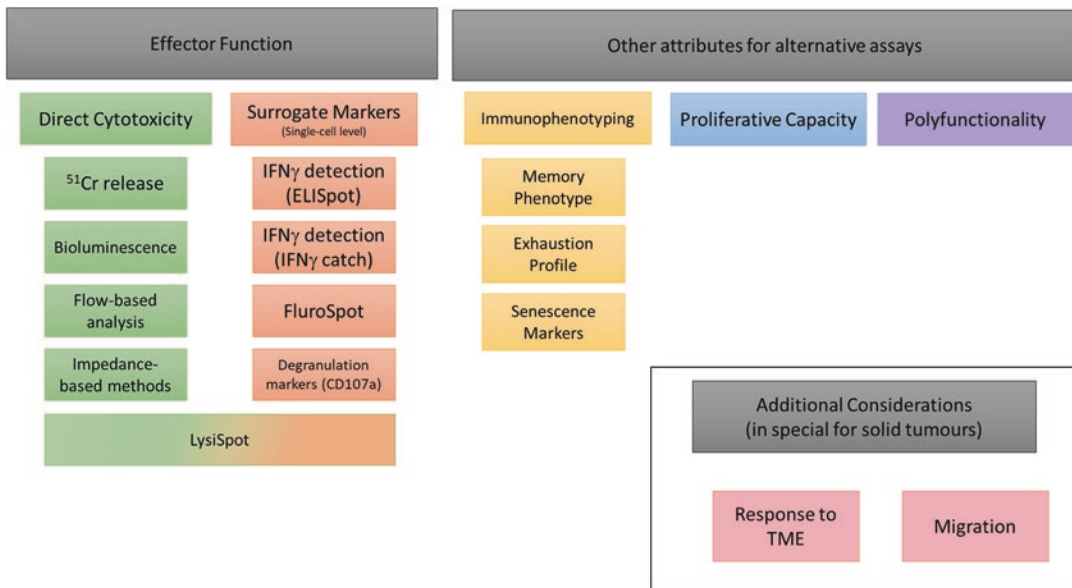 Effector Function
Other attributes for alternative assays
Direct Cytotoxicity
Surrogate Markers
(Single-cell level)
Immunophenotyping
Proliferative Capacity
Polyfunctionality
⁵¹Cr release
IFNγ detection
(ELISpot)
Memory
Phenotype
Bioluminescence
IFNγ detection
(IFNγ catch)
Exhaustion
Profile
Flow-based
analysis
FluroSpot
Senescence
Markers
Impedance-
based methods
Degranulation
markers (CD107a)
LysiSpot
Additional Considerations
(in special for solid tumours)
Response to
TME
Migration